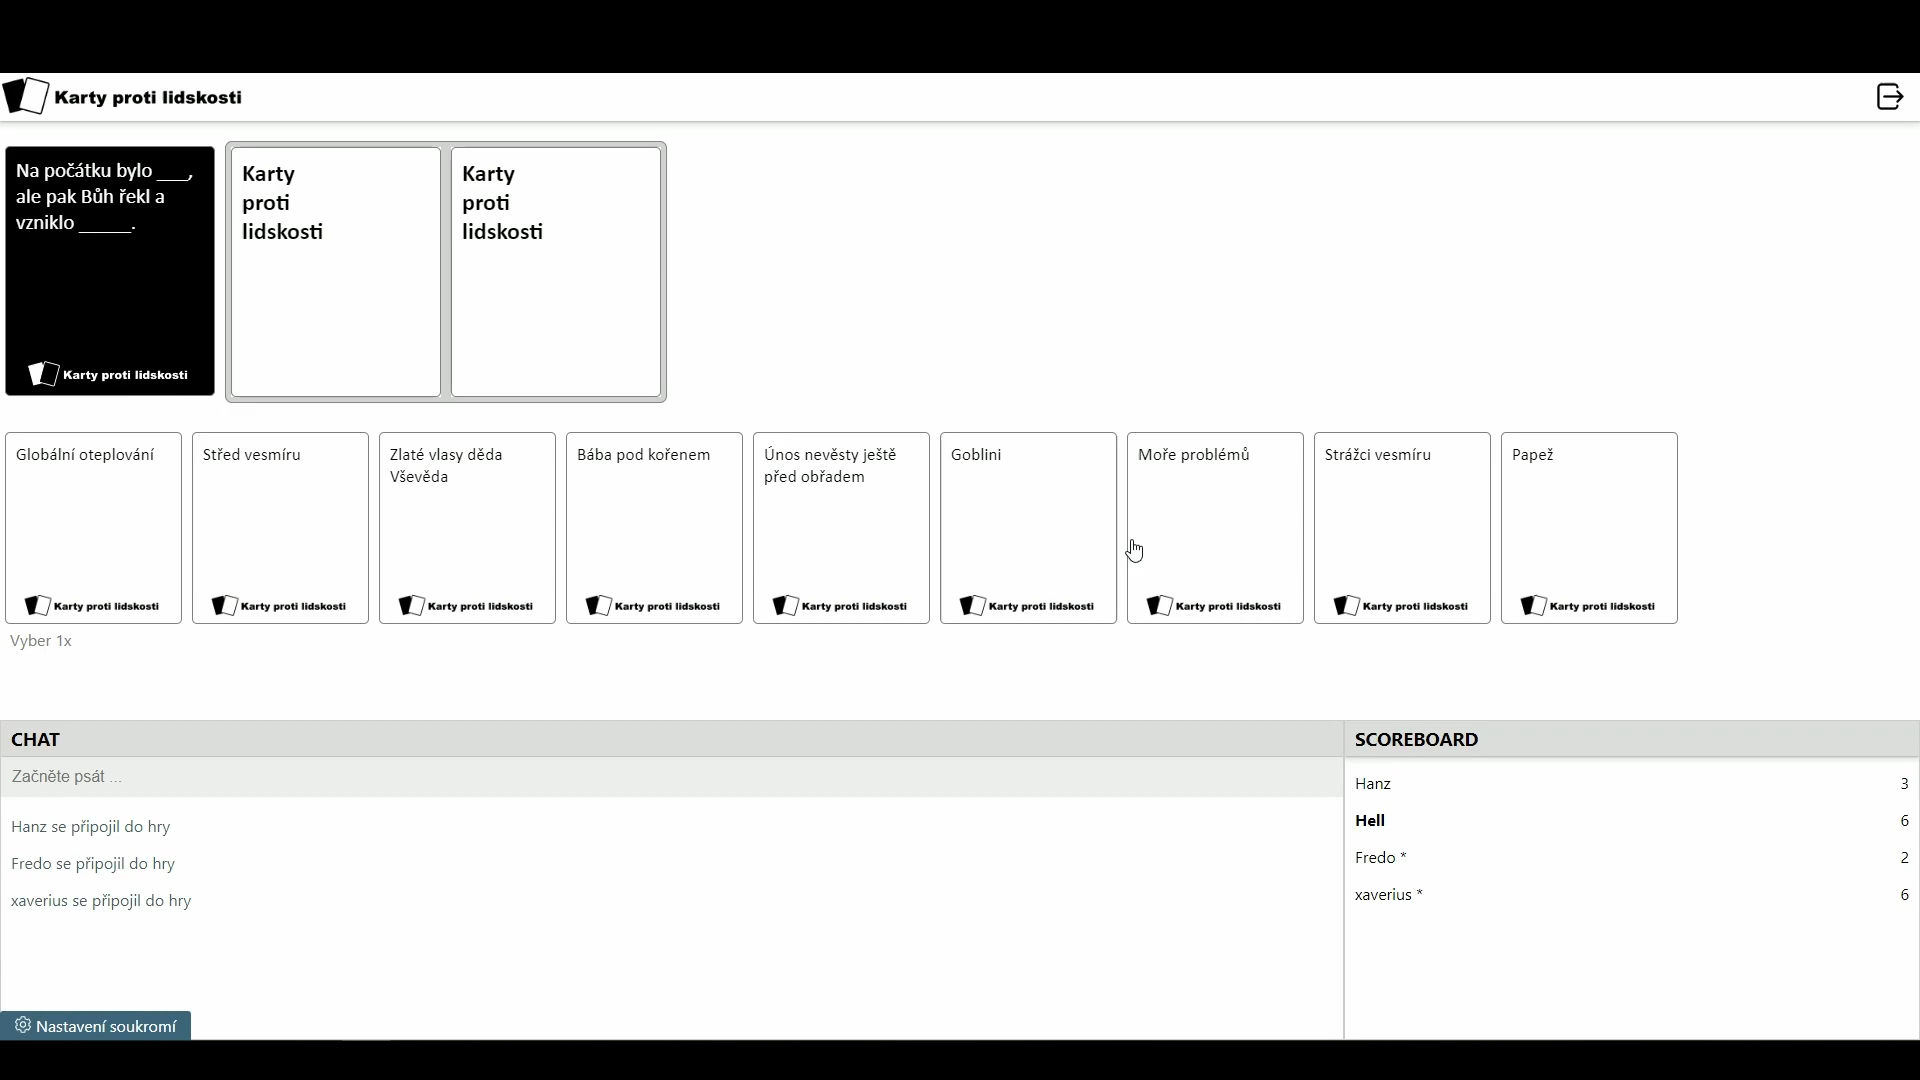 Karty proti lidskosti
Na počátku bylo ___,
ale pak Bůh řekl a
vzniklo _____.
Karty proti lidskosti
Karty
proti
lidskosti
Karty
proti
lidskosti
Globální oteplování
Karty proti lidskosti
Střed vesmíru
Karty proti lidskosti
Zlaté vlasy děda
Vševěda
Karty proti lidskosti
Bába pod kořenem
Karty proti lidskosti
Únos nevěsty ještě
před obřadem
Karty proti lidskosti
Goblini
Karty proti lidskosti
Moře problémů
Karty proti lidskosti
Strážci vesmíru
Karty proti lidskosti
Papež
Karty proti lidskosti
Vyber 1x
CHAT
Začněte psát ...
Hanz se připojil do hry
Fredo se připojil do hry
xaverius se připojil do hry
Nastavení soukromí
SCOREBOARD
Hanz 3
Hell 6
Fredo * 2
xaverius * 6